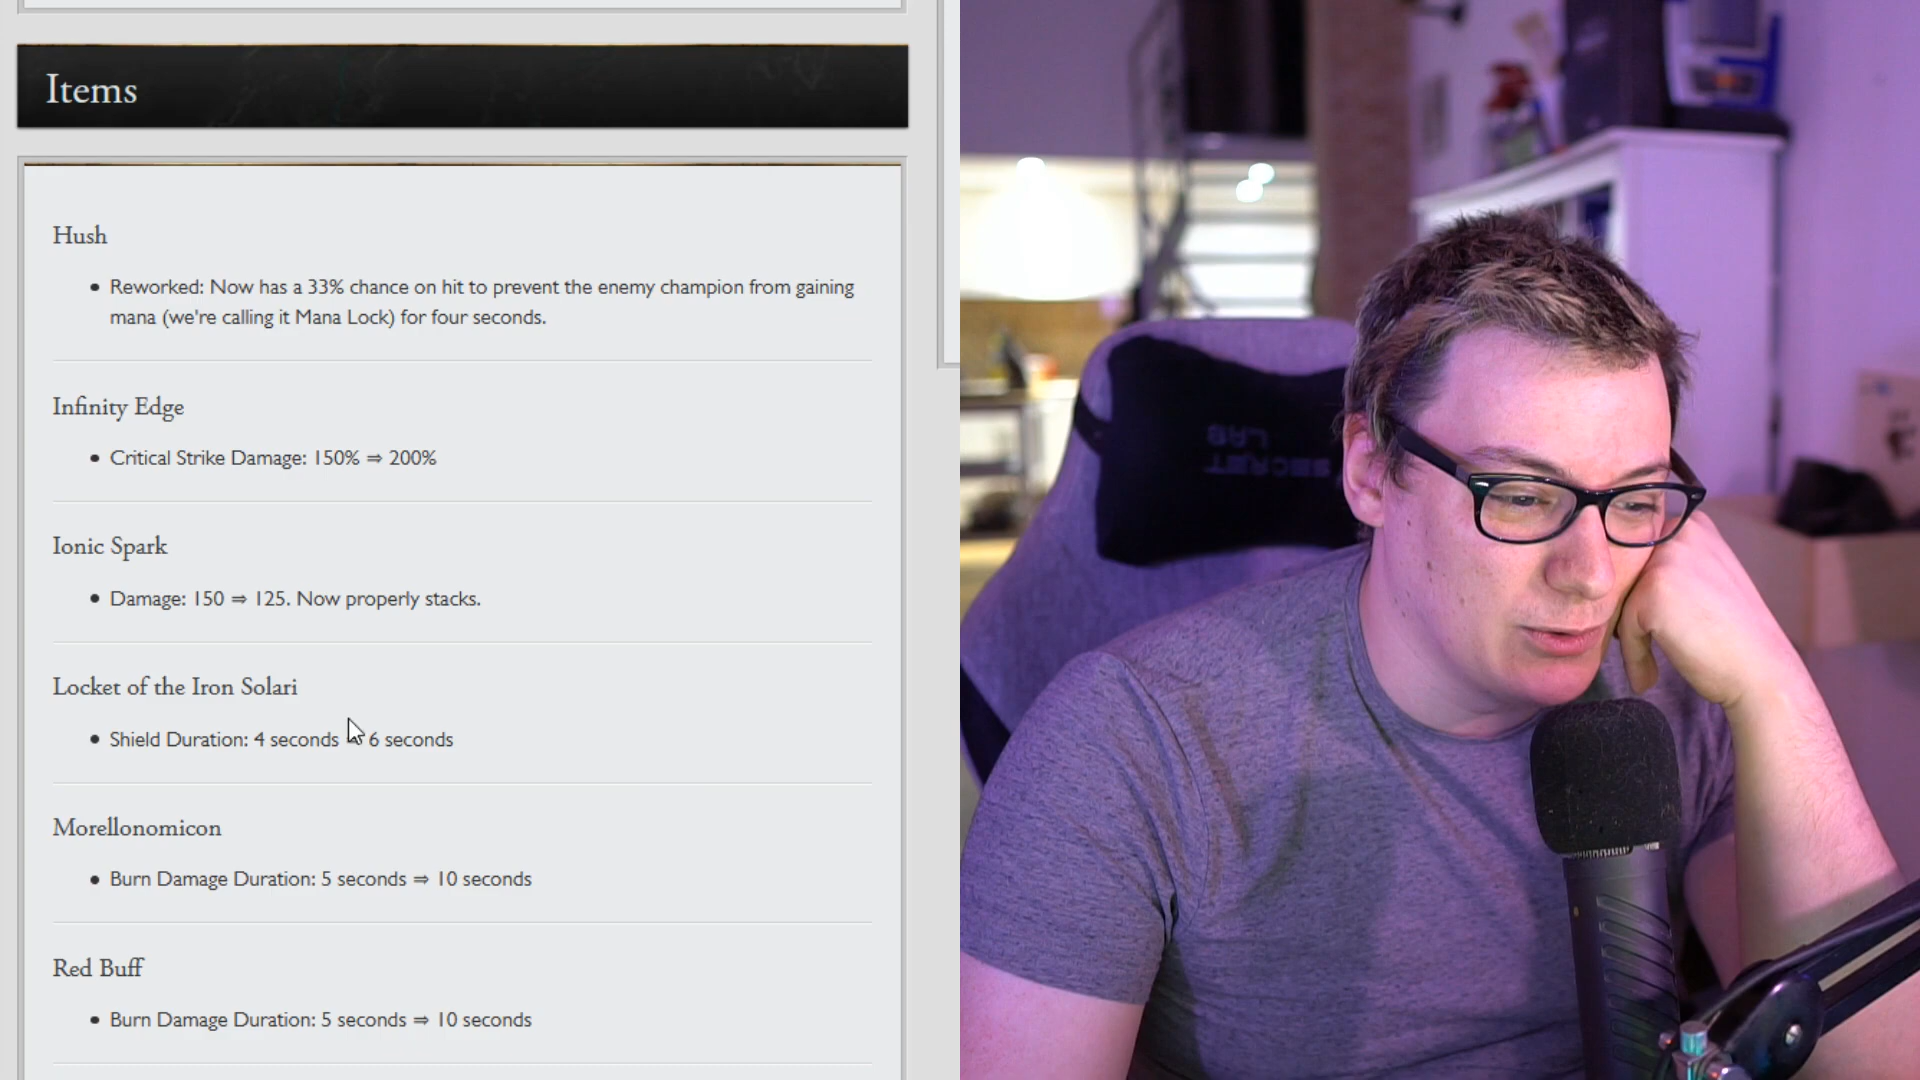 Items
Hush
• Reworked: Now has a 33% chance on hit to prevent the enemy champion from gaining
mana (we're calling it Mana Lock) for four seconds.
Infinity Edge
• Critical Strike Damage: 150% ⇒ 200%
Ionic Spark
• Damage: 150 ⇒ 125. Now properly stacks.
Locket of the Iron Solari
• Shield Duration: 4 seconds 6 seconds
Morellonomicon
• Burn Damage Duration: 5 seconds ⇒ 10 seconds
Red Buff
• Burn Damage Duration: 5 seconds ⇒ 10 seconds
SECRET
LAB